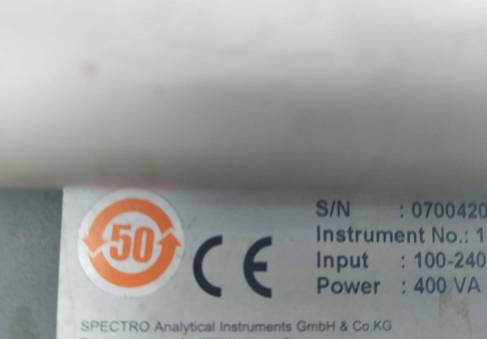 50
CE
S/N : 0700420
Instrument No.: 1
Input : 100-240
Power : 400 VA
SPECTRO Analytical Instruments GmbH & Co.KG